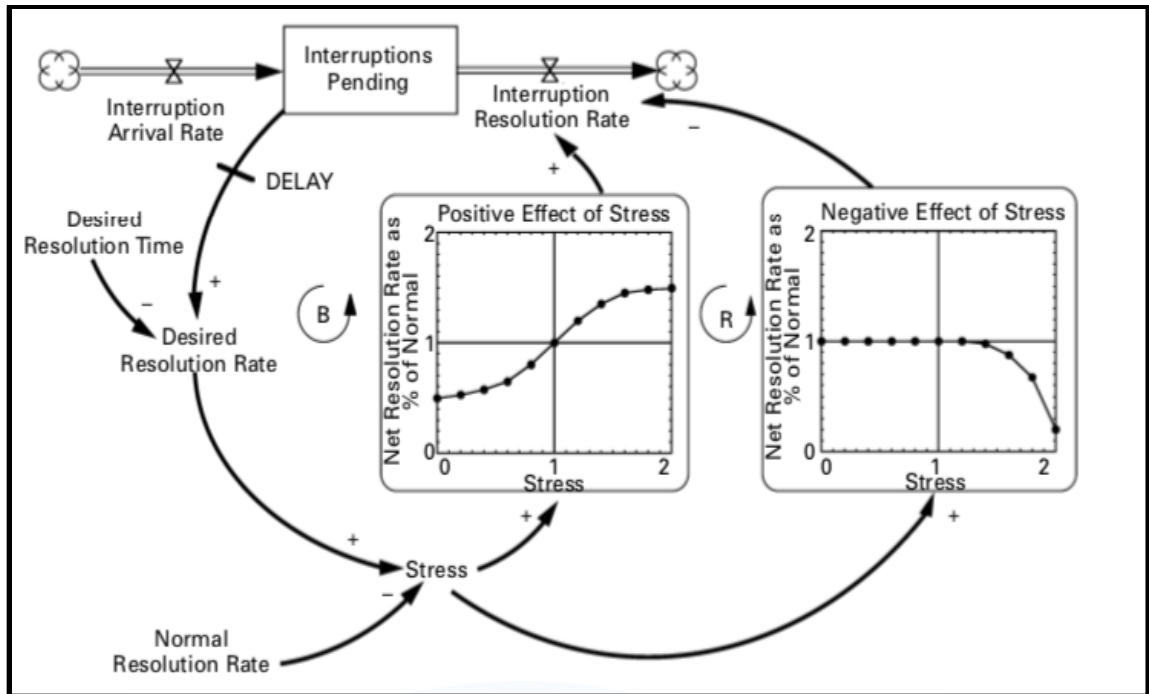 Interruptions
Pending
Interruption
Arrival Rate
Interruption
Resolution Rate
–
+
DELAY
Desired
Resolution Time
–
+
Desired
Resolution Rate
B
Positive Effect of Stress
Net Resolution Rate as
% of Normal
2
1
0
0
1
2
Stress
R
Negative Effect of Stress
Net Resolution Rate as
% of Normal
2
1
0
0
1
2
Stress
+
+
+
Stress
–
Normal
Resolution Rate